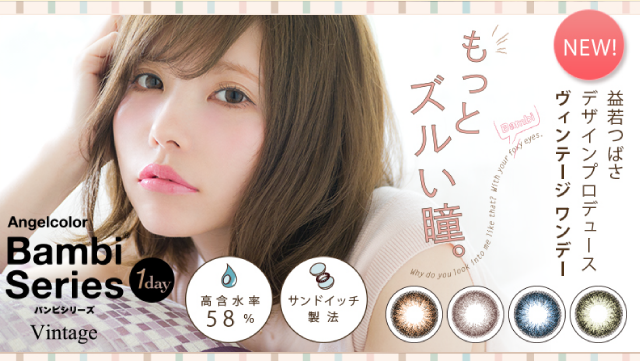 NEW!
もっと
ズルい瞳。
Bambi
Why do you look into me like that? With your foxy eyes.
益若つばさ
デザインプロデュース
ヴィンテージ ワンデー
Angelcolor
Bambi
Series
1day
バンビシリーズ
Vintage
高含水率
58%
サンドイッチ
製法